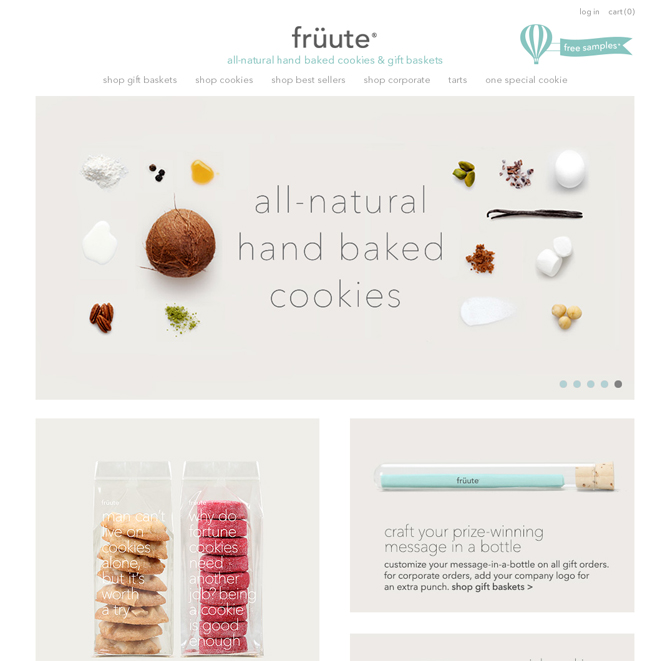 log in cart (0)
früute®
all-natural hand baked cookies & gift baskets
free samples*
shop gift baskets shop cookies shop best sellers shop corporate tarts one special cookie
all-natural
hand baked
cookies
früute
man can't
live on
cookies
alone,
but it's
worth
a try
früute
why do
fortune
cookies
need
another
job? being
a cookie
is good
enough
früute
craft your prize-winning
message in a bottle
customize your message-in-a-bottle on all gift orders.
for corporate orders, add your company logo for
an extra punch. shop gift baskets >